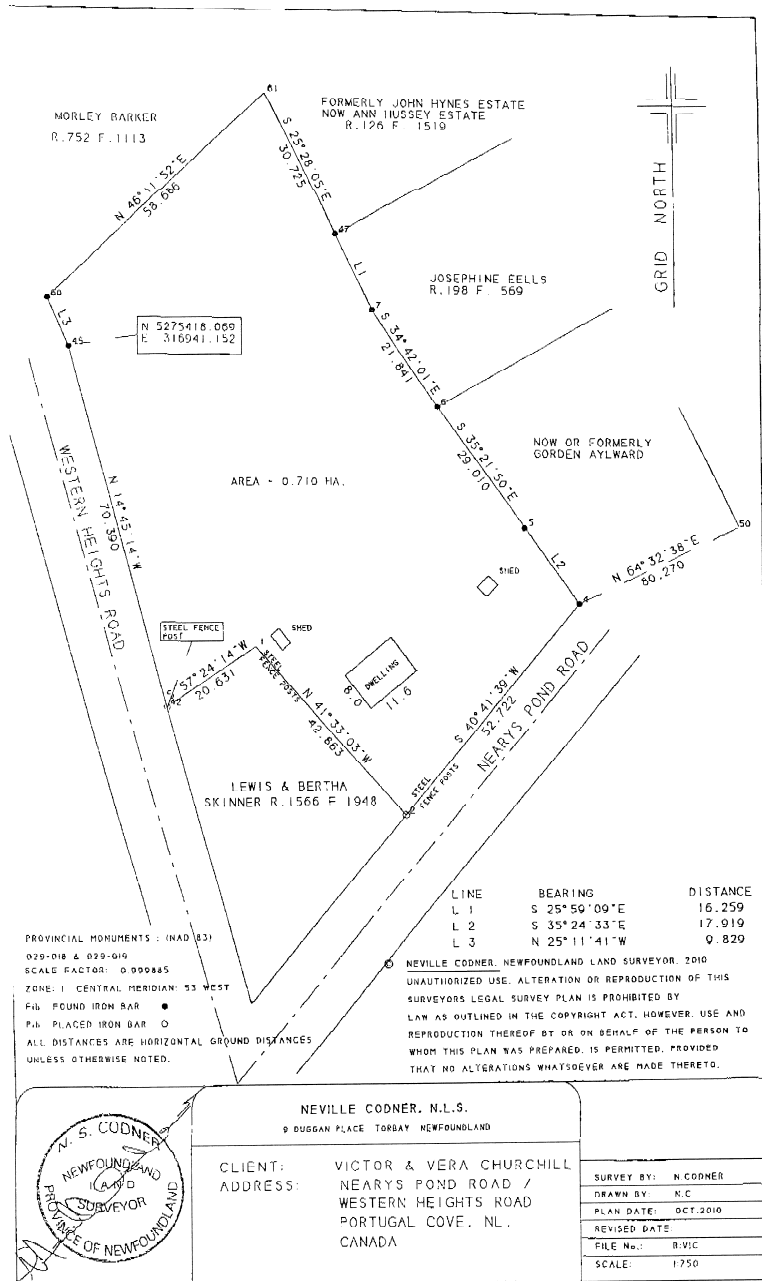 61
MORLEY BARKER
R.752 F.1113
FORMERLY JOHN HYNES ESTATE
NOW ANN HUSSEY ESTATE
R.126 F. 1519
S 25°28'05"E
30.725
N 46°11'52"E
58.686
GRID NORTH
47
L1
JOSEPHINE EELLS
R.198 F. 569
60
L3
45
N 5275418.069
E 316941.152
7
S 34°42'01"E
21.841
6
S 35°21'50"E
29.010
NOW OR FORMERLY
GORDEN AYLWARD
AREA - 0.710 HA.
WESTERN HEIGHTS ROAD
N 14°45'14"W
70.390
5
L2
50
N 64°32'38"E
80.270
4
SHED
STEEL FENCE
POST
SHED
S 57°24'14"W
20.631
STEEL
FENCE POSTS
N 41°33'03"W
42.863
DWELLING
8.0
11.6
S 40°41'39"W
52.722
NEARYS POND ROAD
STEEL
FENCE POSTS
LEWIS & BERTHA
SKINNER R.1566 F 1948
LINE BEARING DISTANCE
L 1 S 25°59'09"E 16.259
L 2 S 35°24'33"E 17.919
L 3 N 25°11'41"W 9.829
PROVINCIAL MONUMENTS : (NAD 83)
029-018 & 029-019
SCALE FACTOR: 0.999885
ZONE: 1 CENTRAL MERIDIAN: 53 WEST
F.i.b FOUND IRON BAR ●
P.i.b PLACED IRON BAR O
ALL DISTANCES ARE HORIZONTAL GROUND DISTANCES
UNLESS OTHERWISE NOTED.
© NEVILLE CODNER, NEWFOUNDLAND LAND SURVEYOR, 2010
UNAUTHORIZED USE, ALTERATION OR REPRODUCTION OF THIS
SURVEYORS LEGAL SURVEY PLAN IS PROHIBITED BY
LAW AS OUTLINED IN THE COPYRIGHT ACT. HOWEVER, USE AND
REPRODUCTION THEREOF BY OR ON BEHALF OF THE PERSON TO
WHOM THIS PLAN WAS PREPARED, IS PERMITTED, PROVIDED
THAT NO ALTERATIONS WHATSOEVER ARE MADE THERETO.
N. S. CODNER
NEWFOUNDLAND
LAND
SURVEYOR
PROVINCE OF NEWFOUNDLAND
NEVILLE CODNER, N.L.S.
9 DUGGAN PLACE TORBAY NEWFOUNDLAND
CLIENT: VICTOR & VERA CHURCHILL
ADDRESS: NEARYS POND ROAD /
WESTERN HEIGHTS ROAD
PORTUGAL COVE, NL,
CANADA
SURVEY BY: N.CODNER
DRAWN BY: N.C
PLAN DATE: OCT.2010
REVISED DATE
FILE No.: B:VIC
SCALE: 1:750